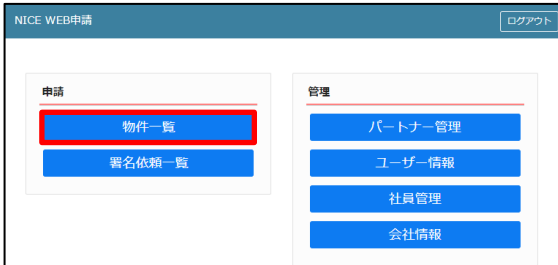 NICE WEB申請
ログアウト
申請
物件一覧
署名依頼一覧
管理
パートナー管理
ユーザー情報
社員管理
会社情報